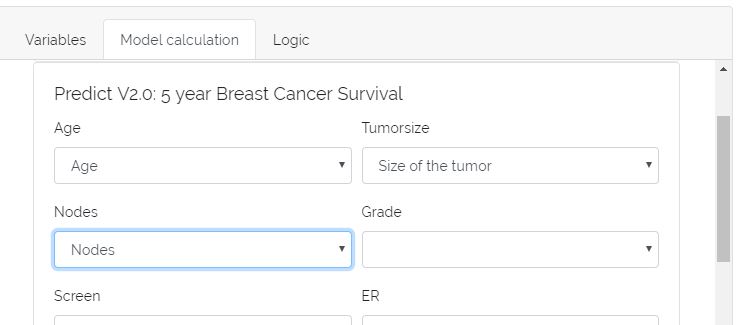 Variables Model calculation Logic
Predict V2.0: 5 year Breast Cancer Survival
Age Tumorsize
Age Size of the tumor
Nodes Grade
Nodes
Screen ER